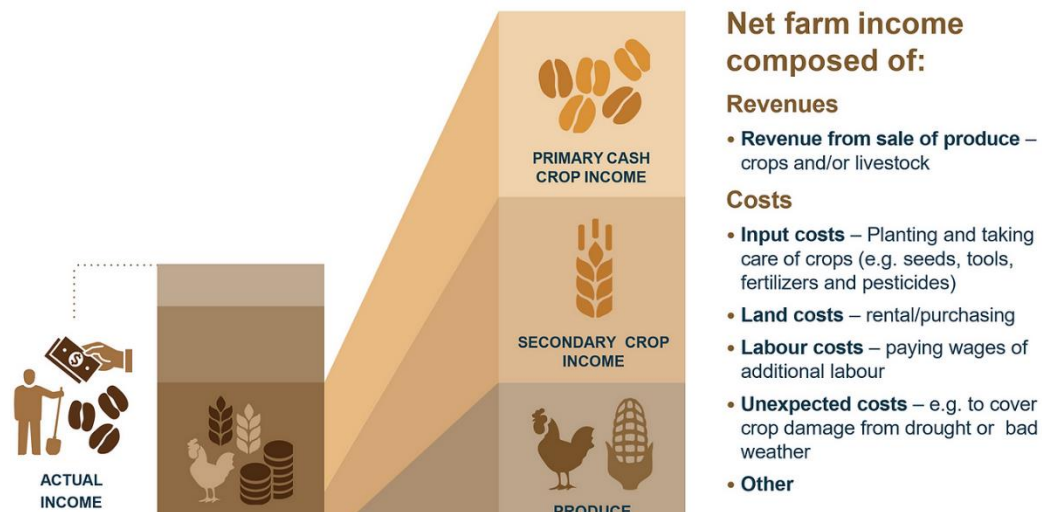 ACTUAL
INCOME
PRIMARY CASH
CROP INCOME
SECONDARY CROP
INCOME
PRODUCE
Net farm income
composed of:
Revenues
• Revenue from sale of produce –
crops and/or livestock
Costs
• Input costs – Planting and taking
care of crops (e.g. seeds, tools,
fertilizers and pesticides)
• Land costs – rental/purchasing
• Labour costs – paying wages of
additional labour
• Unexpected costs – e.g. to cover
crop damage from drought or bad
weather
• Other